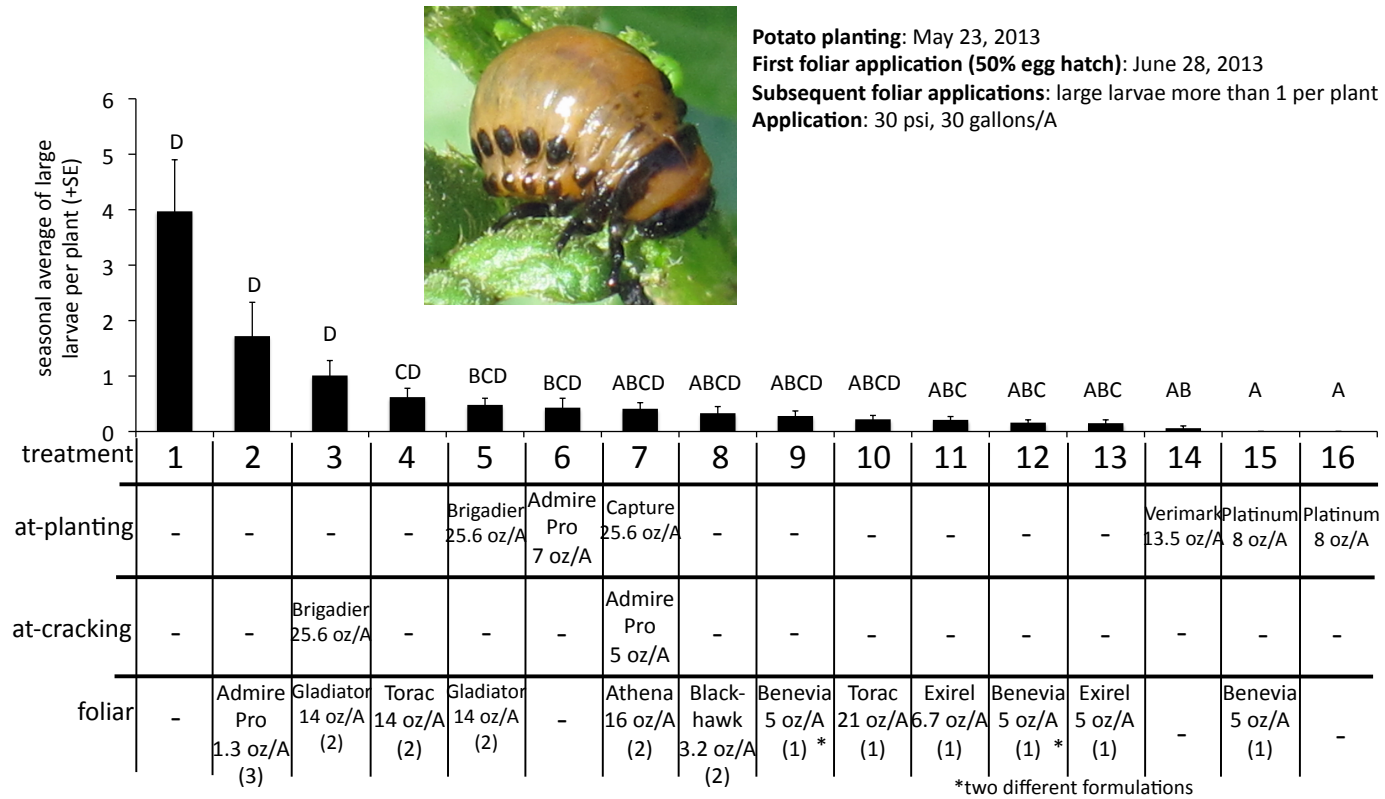 Potato planting: May 23, 2013
First foliar application (50% egg hatch): June 28, 2013
Subsequent foliar applications: large larvae more than 1 per plant
Application: 30 psi, 30 gallons/A
seasonal average of large
larvae per plant (+SE)
6
5
4
3
2
1
0
D
D
D
CD
BCD
BCD
ABCD
ABCD
ABCD
ABCD
ABC
ABC
ABC
AB
A
A
treatment 1 2 3 4 5 6 7 8 9 10 11 12 13 14 15 16
at-planting
-
-
-
-
Brigadier
25.6 oz/A
Admire
Pro
7 oz/A
Capture
25.6 oz/A
-
-
-
-
-
-
Verimark
13.5 oz/A
Platinum
8 oz/A
Platinum
8 oz/A
at-cracking
-
-
Brigadier
25.6 oz/A
-
-
-
Admire
Pro
5 oz/A
-
-
-
-
-
-
-
-
-
foliar
-
Admire
Pro
1.3 oz/A
(3)
Gladiator
14 oz/A
(2)
Torac
14 oz/A
(2)
Gladiator
14 oz/A
(2)
-
Athena
16 oz/A
(2)
Black-
hawk
3.2 oz/A
(2)
Benevia
5 oz/A
(1) *
Torac
21 oz/A
(1)
Exirel
6.7 oz/A
(1)
Benevia
5 oz/A
(1) *
Exirel
5 oz/A
(1)
-
Benevia
5 oz/A
(1)
-
*two different formulations